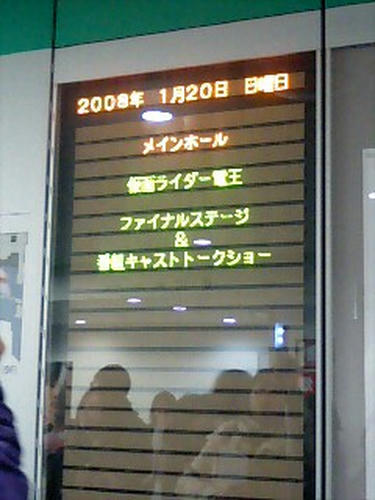 2008年 1月20日 日曜日
メインホール
仮面ライダー電王
ファイナルステージ
&
番組キャストトークショー